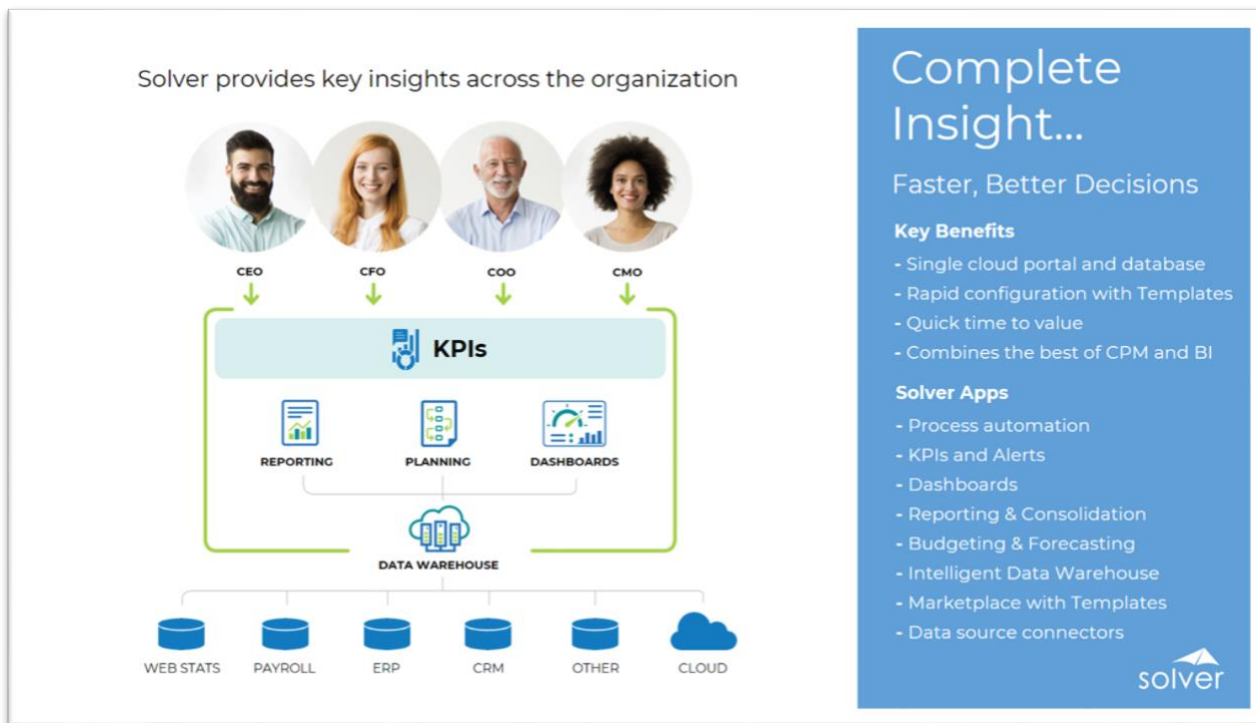 Solver provides key insights across the organization
CEO
CFO
COO
CMO
KPIs
REPORTING
PLANNING
DASHBOARDS
DATA WAREHOUSE
WEB STATS
PAYROLL
ERP
CRM
OTHER
CLOUD
Complete
Insight...
Faster, Better Decisions
Key Benefits
- Single cloud portal and database
- Rapid configuration with Templates
- Quick time to value
- Combines the best of CPM and BI
Solver Apps
- Process automation
- KPIs and Alerts
- Dashboards
- Reporting & Consolidation
- Budgeting & Forecasting
- Intelligent Data Warehouse
- Marketplace with Templates
- Data source connectors
solver